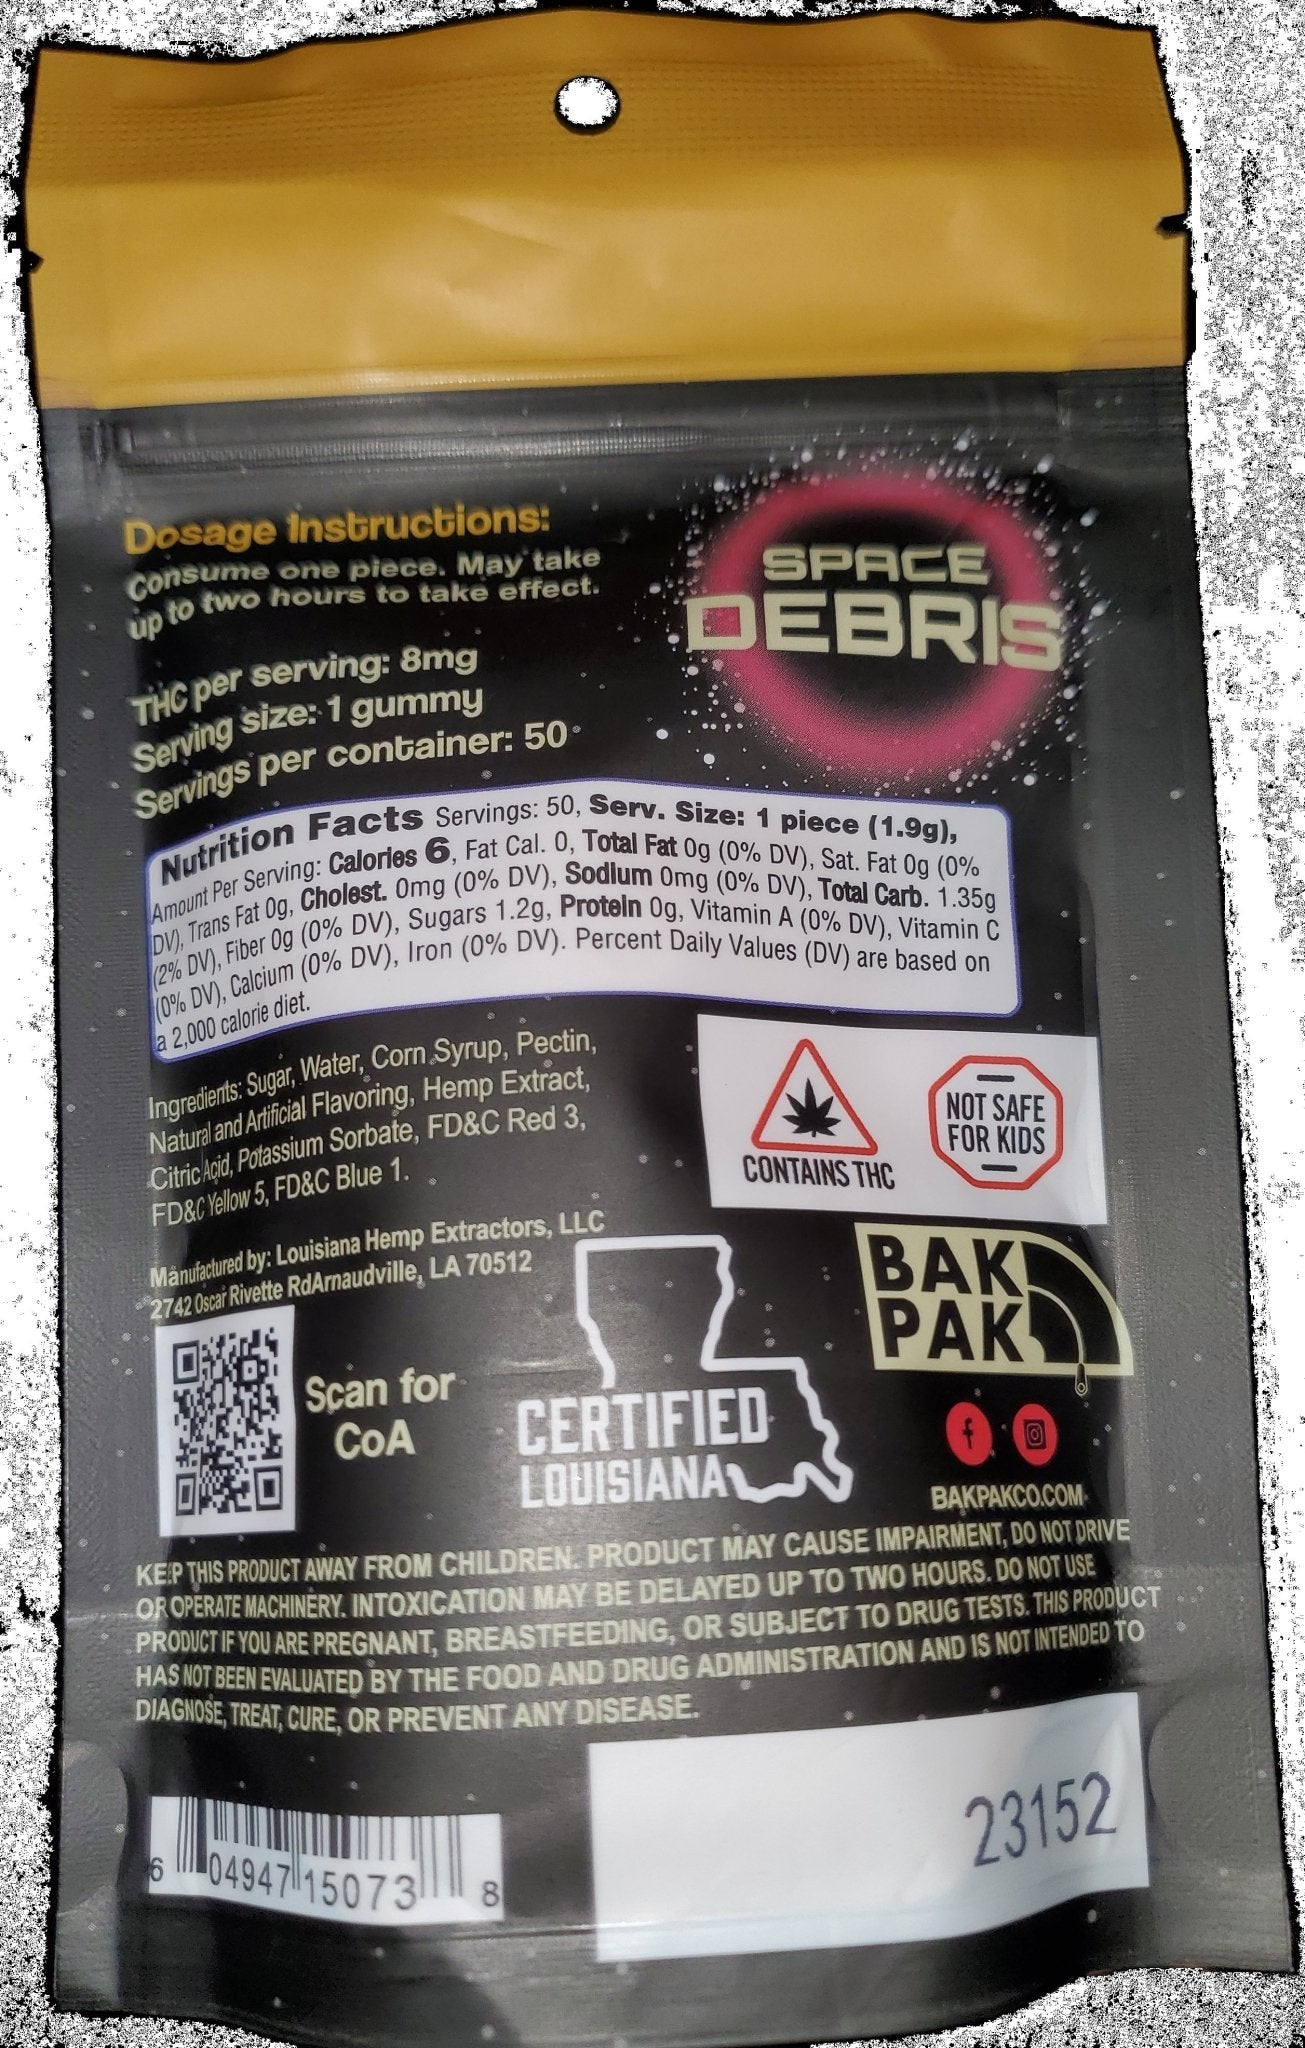 Dosage Instructions:
Consume one piece. May take
up to two hours to take effect.
THC per serving: 8mg
Serving size: 1 gummy
Servings per container: 50
SPACE
DEBRIS
Nutrition Facts Servings: 50, Serv. Size: 1 piece (1.9g),
Amount Per Serving: Calories 6, Fat Cal. 0, Total Fat 0g (0% DV), Sat. Fat 0g (0%
DV), Trans Fat 0g, Cholest. 0mg (0% DV), Sodium 0mg (0% DV), Total Carb. 1.35g
(2% DV), Fiber 0g (0% DV), Sugars 1.2g, Protein 0g, Vitamin A (0% DV), Vitamin C
(0% DV), Calcium (0% DV), Iron (0% DV). Percent Daily Values (DV) are based on
a 2,000 calorie diet.
Ingredients: Sugar, Water, Corn Syrup, Pectin,
Natural and Artificial Flavoring, Hemp Extract,
Citric Acid, Potassium Sorbate, FD&C Red 3,
FD&C Yellow 5, FD&C Blue 1.
CONTAINS THC
NOT SAFE
FOR KIDS
Manufactured by: Louisiana Hemp Extractors, LLC
2742 Oscar Rivette RdArnaudville, LA 70512
Scan for
CoA
CERTIFIED
LOUISIANA
BAK
PAK
BAKPAKCO.COM
KEEP THIS PRODUCT AWAY FROM CHILDREN. PRODUCT MAY CAUSE IMPAIRMENT, DO NOT DRIVE
OR OPERATE MACHINERY. INTOXICATION MAY BE DELAYED UP TO TWO HOURS. DO NOT USE
PRODUCT IF YOU ARE PREGNANT, BREASTFEEDING, OR SUBJECT TO DRUG TESTS. THIS PRODUCT
HAS NOT BEEN EVALUATED BY THE FOOD AND DRUG ADMINISTRATION AND IS NOT INTENDED TO
DIAGNOSE, TREAT, CURE, OR PREVENT ANY DISEASE.
6 04947 15073 8
23152